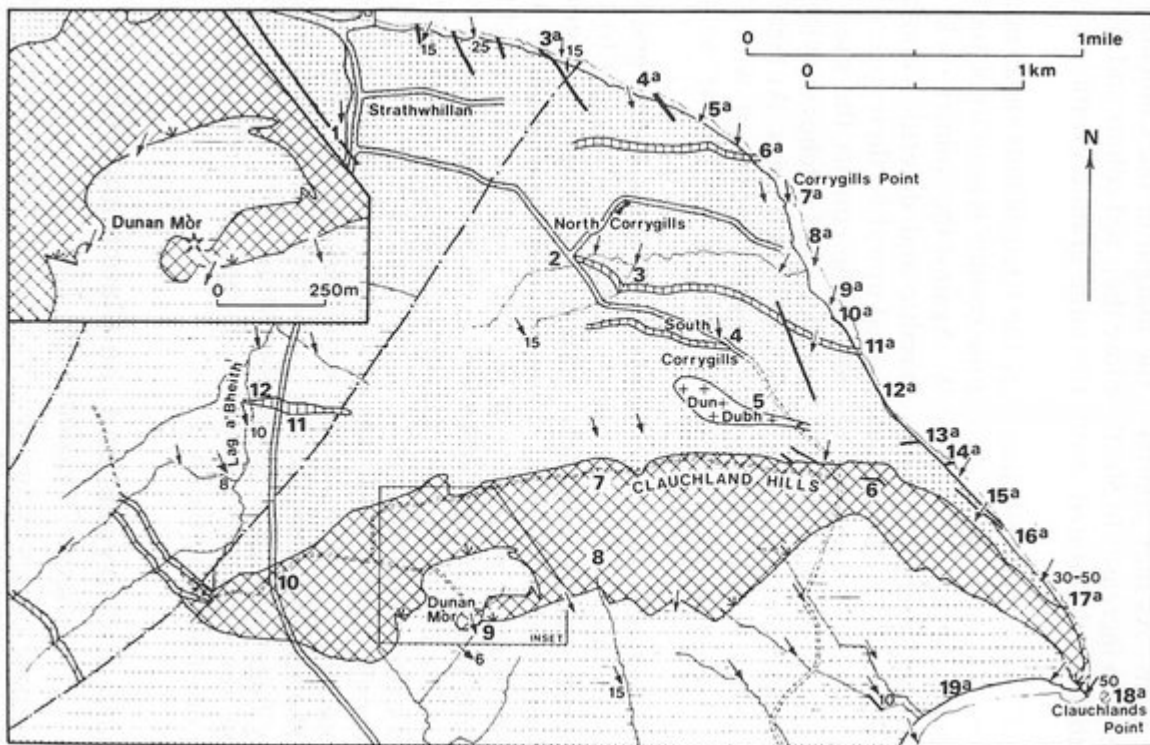 15
25
3a
15
4a
5a
6a
0 1mile
0 1km
N
Strathwhillan
1
Corrygills Point
7a
8a
North Corrygills
2
3
9a
10a
11a
Dunan Mòr
0 250m
15
South
Corrygills
4
12a
Lag a' Bheith'
12
10
11
8
Dun
Dubh
5
13a
14a
15a
16a
7
CLAUCHLAND HILLS
6
8
30-50
17a
10
Dunan
Mòr
9
INSET
6
15
10
19a
50
18a
Clauchlands
Point